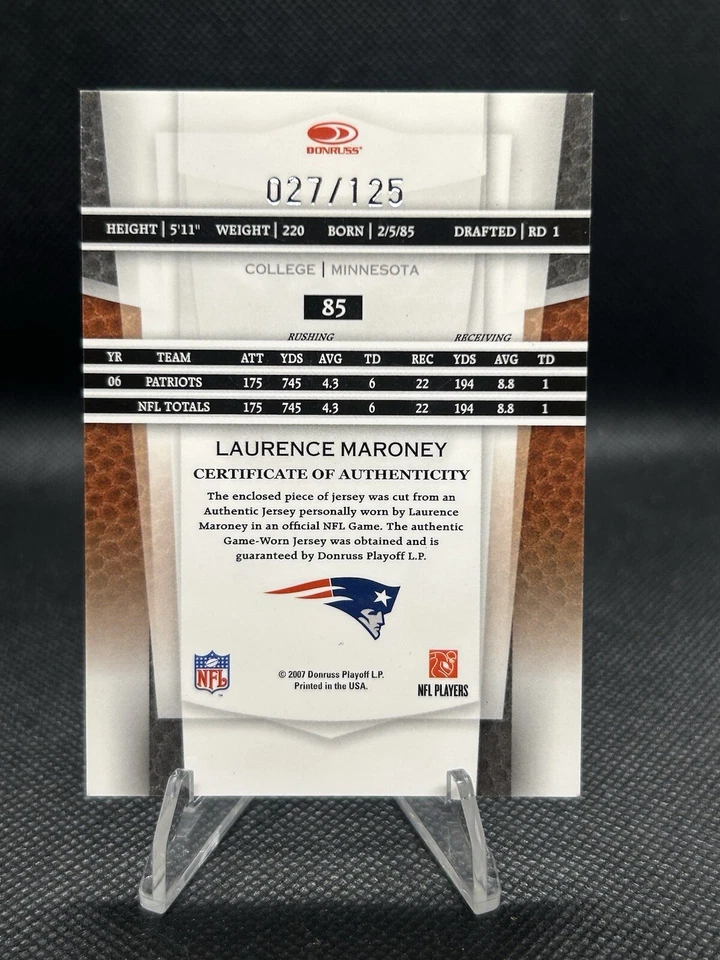 DONRUSS
027/125
HEIGHT | 5'11" WEIGHT | 220 BORN | 2/5/85 DRAFTED | RD 1
COLLEGE | MINNESOTA
85
RUSHING RECEIVING
YR TEAM ATT YDS AVG TD REC YDS AVG TD
06 PATRIOTS 175 745 4.3 6 22 194 8.8 1
NFL TOTALS 175 745 4.3 6 22 194 8.8 1
LAURENCE MARONEY
CERTIFICATE OF AUTHENTICITY
The enclosed piece of jersey was cut from an
Authentic Jersey personally worn by Laurence
Maroney in an official NFL Game. The authentic
Game-Worn Jersey was obtained and is
guaranteed by Donruss Playoff L.P.
NFL
© 2007 Donruss Playoff L.P.
Printed in the USA.
NFL PLAYERS